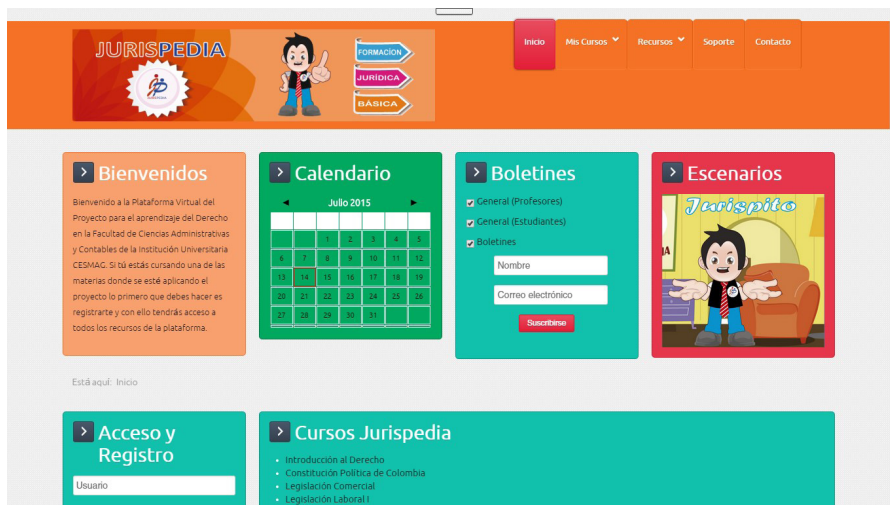 JURISPEDIA
FORMACÍON
JURÍDICA
BÁSICA
Inicio
Mis Cursos
Recursos
Soporte
Contacto
Bienvenidos
Bienvenido a la Plataforma Virtual del
Proyecto para el aprendizaje del Derecho
en la Facultad de Ciencias Administrativas
y Contables de la Institución Universitaria
CESMAG. Si tú estás cursando una de las
materias donde se esté aplicando el
proyecto lo primero que debes hacer es
registrarte y con ello tendrás acceso a
todos los recursos de la plataforma.
Calendario
Julio 2015
1 2 3 4 5
6 7 8 9 10 11 12
13 14 15 16 17 18 19
20 21 22 23 24 25 26
27 28 29 30 31
Boletines
General (Profesores)
General (Estudiantes)
Boletines
Nombre
Correo electrónico
Suscribirse
Escenarios
Jurispito
Está aquí: Inicio
Acceso y
Registro
Usuario
Cursos Jurispedia
Introducción al Derecho
Constitución Política de Colombia
Legislación Comercial
Legislación Laboral I